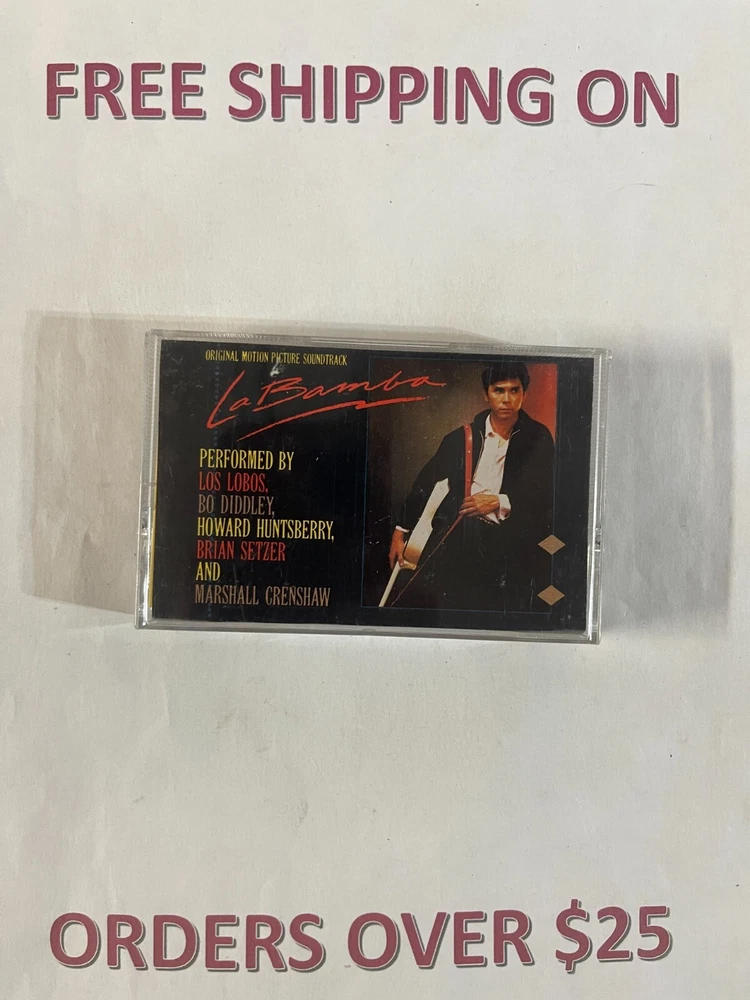 FREE SHIPPING ON
ORIGINAL MOTION PICTURE SOUNDTRACK
La Bamba
PERFORMED BY
LOS LOBOS,
BO DIDDLEY,
HOWARD HUNTSBERRY,
BRIAN SETZER
AND
MARSHALL CRENSHAW
ORDERS OVER $25